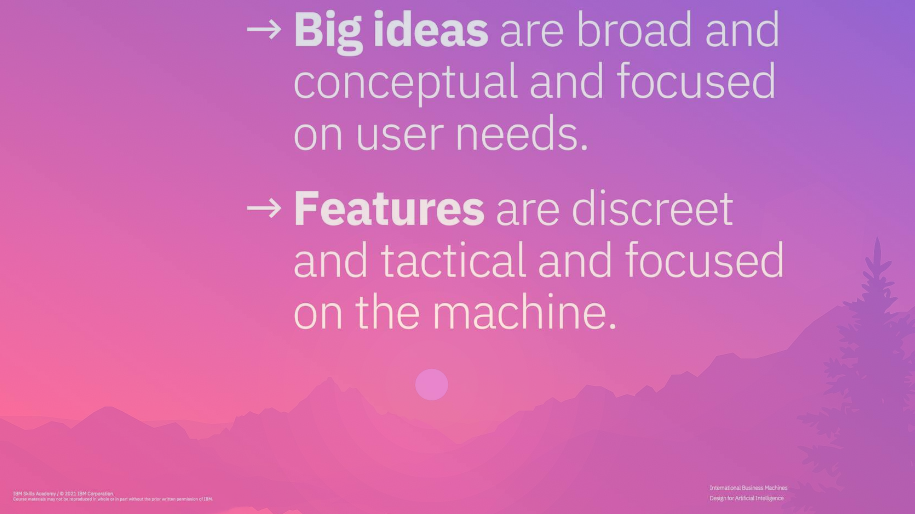 → Big ideas are broad and
conceptual and focused
on user needs.
→ Features are discreet
and tactical and focused
on the machine.
IBM Skills Academy / © 2021 IBM Corporation
Course materials may not be reproduced in whole or in part without the prior written permission of IBM.
International Business Machines
Design for Artificial Intelligence